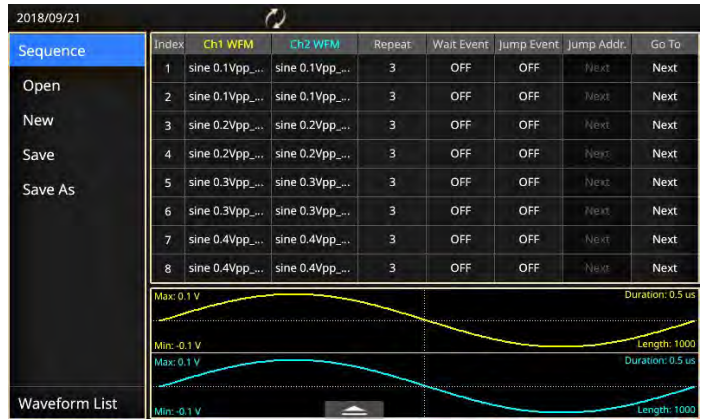 2018/09/21
Sequence
Open
New
Save
Save As
Waveform List
Index Ch1 WFM Ch2 WFM Repeat Wait Event Jump Event Jump Addr. Go To
1 sine 0.1Vpp_... sine 0.1Vpp_... 3 OFF OFF Next Next
2 sine 0.1Vpp_... sine 0.1Vpp_... 3 OFF OFF Next Next
3 sine 0.2Vpp_... sine 0.2Vpp_... 3 OFF OFF Next Next
4 sine 0.2Vpp_... sine 0.2Vpp_... 3 OFF OFF Next Next
5 sine 0.3Vpp_... sine 0.3Vpp_... 3 OFF OFF Next Next
6 sine 0.3Vpp_... sine 0.3Vpp_... 3 OFF OFF Next Next
7 sine 0.4Vpp_... sine 0.4Vpp_... 3 OFF OFF Next Next
8 sine 0.4Vpp_... sine 0.4Vpp_... 3 OFF OFF Next Next
Max: 0.1 V Duration: 0.5 us
Min: -0.1 V Length: 1000
Max: 0.1 V Duration: 0.5 us
Min: -0.1 V Length: 1000